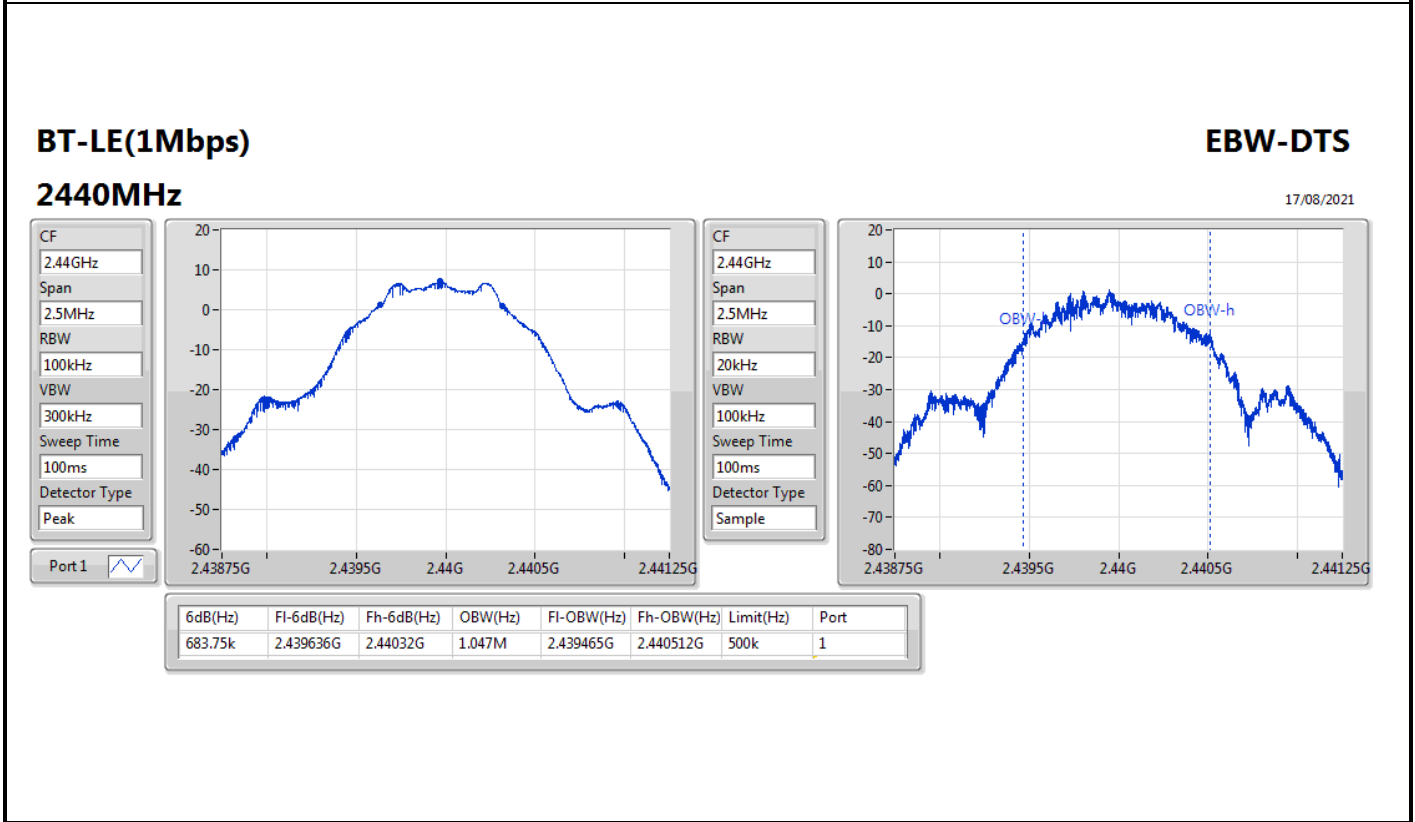 BT-LE(1Mbps)
EBW-DTS
2440MHz
17/08/2021
CF
2.44GHz
Span
2.5MHz
RBW
100kHz
VBW
300kHz
Sweep Time
100ms
Detector Type
Peak
Port 1
20
10
0
-10
-20
-30
-40
-50
-60
2.43875G 2.4395G 2.44G 2.4405G 2.44125G
CF
2.44GHz
Span
2.5MHz
RBW
20kHz
VBW
100kHz
Sweep Time
100ms
Detector Type
Sample
20
10
0
-10
-20
-30
-40
-50
-60
-70
-80
OBW-h
2.43875G 2.4395G 2.44G 2.4405G 2.44125G
6dB(Hz) Fl-6dB(Hz) Fh-6dB(Hz) OBW(Hz) Fl-OBW(Hz) Fh-OBW(Hz) Limit(Hz) Port
683.75k 2.439636G 2.44032G 1.047M 2.439465G 2.440512G 500k 1